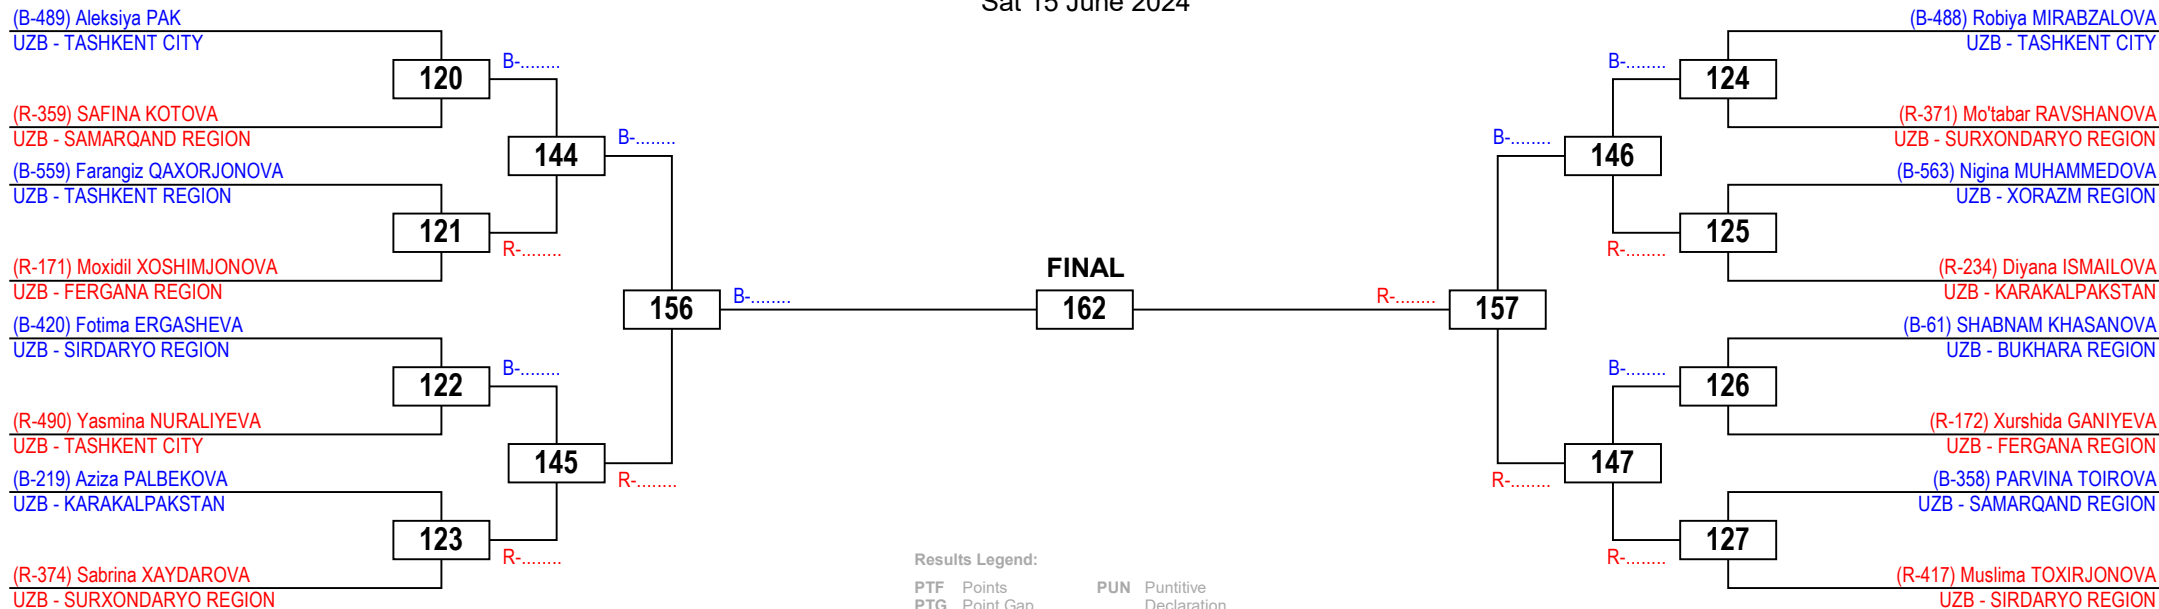 Sat 15 June 2024
(B-489) Aleksiya PAK
UZB - TASHKENT CITY
120
B-........
(R-359) SAFINA KOTOVA
UZB - SAMARQAND REGION
144
B-........
(B-559) Farangiz QAXORJONOVA
UZB - TASHKENT REGION
121
R-........
(R-171) Moxidil XOSHIMJONOVA
UZB - FERGANA REGION
156
B-........
(B-420) Fotima ERGASHEVA
UZB - SIRDARYO REGION
122
B-........
(R-490) Yasmina NURALIYEVA
UZB - TASHKENT CITY
145
R-........
(B-219) Aziza PALBEKOVA
UZB - KARAKALPAKSTAN
123
R-........
(R-374) Sabrina XAYDAROVA
UZB - SURXONDARYO REGION
FINAL
162
(B-488) Robiya MIRABZALOVA
UZB - TASHKENT CITY
B-........
124
(R-371) Mo'tabar RAVSHANOVA
UZB - SURXONDARYO REGION
B-........
146
(B-563) Nigina MUHAMMEDOVA
UZB - XORAZM REGION
125
R-........
(R-234) Diyana ISMAILOVA
UZB - KARAKALPAKSTAN
R-........
157
(B-61) SHABNAM KHASANOVA
UZB - BUKHARA REGION
B-........
126
(R-172) Xurshida GANIYEVA
UZB - FERGANA REGION
147
R-........
(B-358) PARVINA TOIROVA
UZB - SAMARQAND REGION
127
R-........
(R-417) Muslima TOXIRJONOVA
UZB - SIRDARYO REGION
Results Legend:
PTF Points PUN Puntitive
PTG Point Gap Declaration